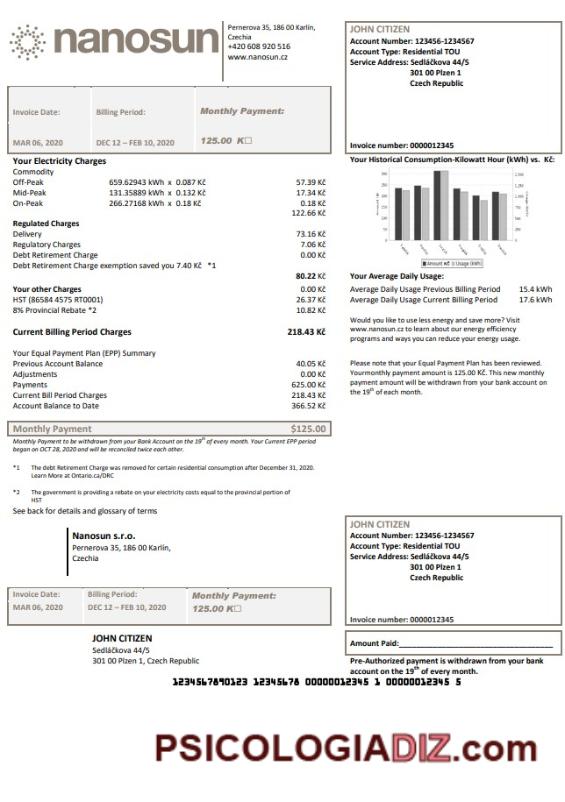 nanosun
Pernerova 35, 186 00 Karlín,
Czechia
+420 608 920 516
www.nanosun.cz
JOHN CITIZEN
Account Number: 123456-1234567
Account Type: Residential TOU
Service Address: Sedláčkova 44/5
301 00 Plzen 1
Czech Republic
Invoice number: 0000012345
Invoice Date: Billing Period: Monthly Payment:
MAR 06, 2020 DEC 12 – FEB 10, 2020 125.00 K□
Your Electricity Charges
Commodity
Off-Peak 659.62943 kWh x 0.087 Kč 57.39 Kč
Mid-Peak 131.35889 kWh x 0.132 Kč 17.34 Kč
On-Peak 266.27168 kWh x 0.18 Kč 0.18 Kč
122.66 Kč
Regulated Charges
Delivery 73.16 Kč
Regulatory Charges 7.06 Kč
Debt Retirement Charge 0.00 Kč
Debt Retirement Charge exemption saved you 7.40 Kč *1
80.22 Kč
Your other Charges 0.00 Kč
HST (86584 4575 RT0001) 26.37 Kč
8% Provincial Rebate *2 10.82 Kč
Current Billing Period Charges 218.43 Kč
Your Equal Payment Plan (EPP) Summary
Previous Account Balance 40.05 Kč
Adjustments 0.00 Kč
Payments 625.00 Kč
Current Bill Period Charges 218.43 Kč
Account Balance to Date 366.52 Kč
Monthly Payment $125.00
Monthly Payment to be withdrawn from your Bank Account on the 19th of every month. Your Current EPP period
began on OCT 28, 2020 and will be reconciled twice each other.
*1 The debt Retirement Charge was removed for certain residential consumption after December 31, 2020.
Learn More at Ontario.ca/DRC
*2 The government is providing a rebate on your electricity costs equal to the provincial portion of
HST
See back for details and glossary of terms
Your Historical Consumption-Kilowatt Hour (kWh) vs. Kč:
Amount Kč Usage (kWh)
Your Average Daily Usage:
Average Daily Usage Previous Billing Period 15.4 kWh
Average Daily Usage Current Billing Period 17.6 kWh
Would you like to use less energy and save more? Visit
www.nanosun.cz to learn about our energy efficiency
programs and ways you can reduce your energy usage.
Please note that your Equal Payment Plan has been reviewed.
Yourmonthly payment amount is 125.00 Kč. This new monthly
payment amount will be withdrawn from your bank account on
the 19th of each month.
Nanosun s.r.o.
Pernerova 35, 186 00 Karlín,
Czechia
JOHN CITIZEN
Account Number: 123456-1234567
Account Type: Residential TOU
Service Address: Sedláčkova 44/5
301 00 Plzen 1
Czech Republic
Invoice number: 0000012345
Invoice Date: Billing Period: Monthly Payment:
MAR 06, 2020 DEC 12 – FEB 10, 2020 125.00 K□
JOHN CITIZEN
Sedláčkova 44/5
301 00 Plzen 1, Czech Republic
Amount Paid:
Pre-Authorized payment is withdrawn from your bank
account on the 19th of every month.
1234567890123 12345678 00000012345 1 00000012345 5
PSICOLOGIADIZ.com